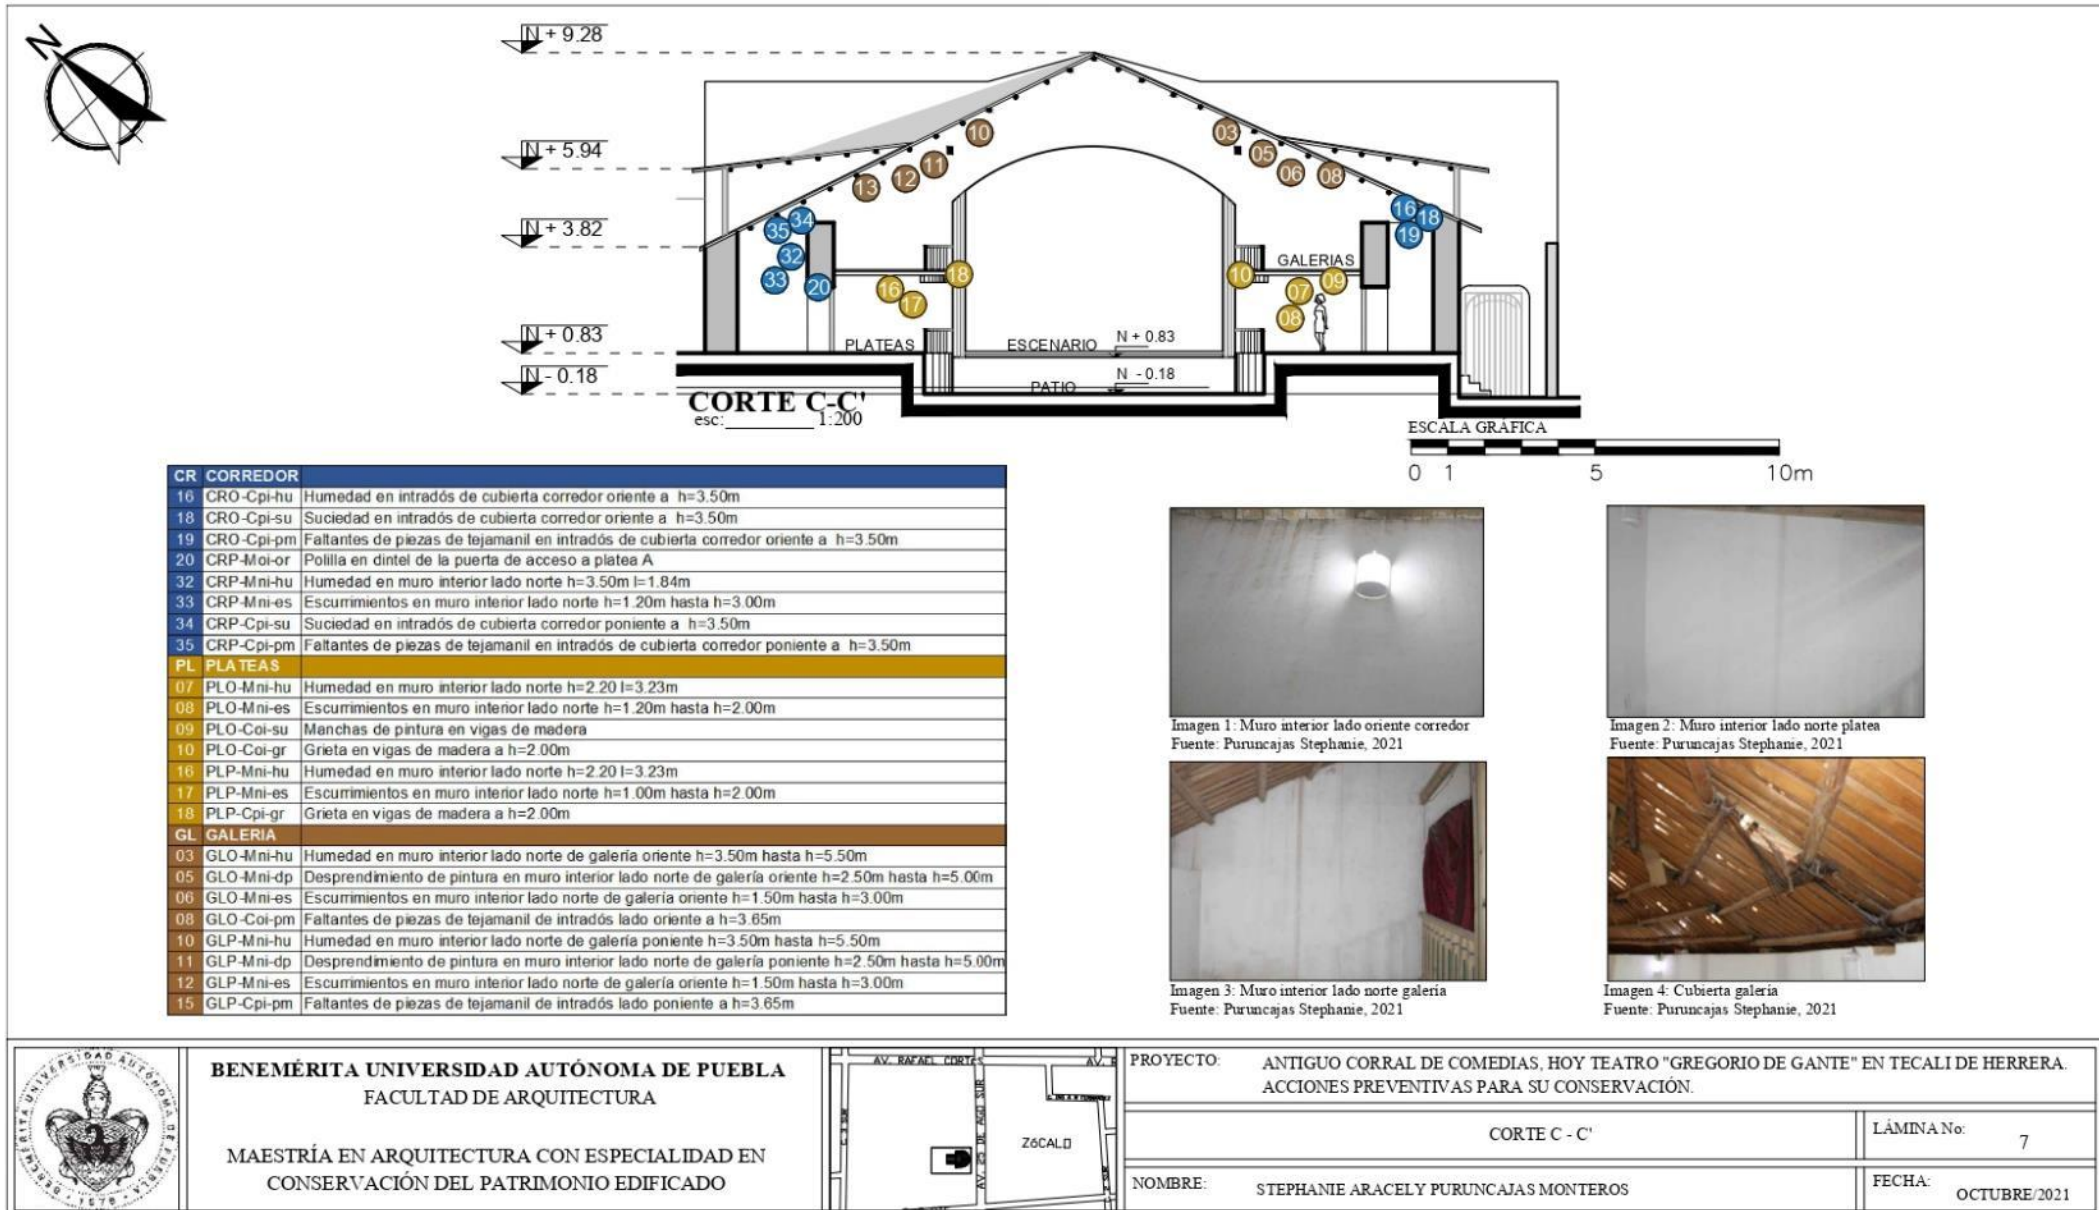 N
N + 9.28
N + 5.94
N + 3.82
N + 0.83
N - 0.18
10
11
12
13
03
05
06
08
34
35
32
33
20
16
18
19
16
17
18
10
07
09
08
GALERIAS
PLATEAS
ESCENARIO
N + 0.83
PATIO
N - 0.18
CORTE C-C'
esc: 1:200
ESCALA GRÁFICA
0 1 5 10m
CR CORREDOR
16 CRO-Cpi-hu Humedad en intradós de cubierta corredor oriente a h=3.50m
18 CRO-Cpi-su Suciedad en intradós de cubierta corredor oriente a h=3.50m
19 CRO-Cpi-pm Faltantes de piezas de tejamanil en intradós de cubierta corredor oriente a h=3.50m
20 CRP-Moi-or Polilla en dintel de la puerta de acceso a platea A
32 CRP-Mni-hu Humedad en muro interior lado norte h=3.50m l=1.84m
33 CRP-Mni-es Escurrimientos en muro interior lado norte h=1.20m hasta h=3.00m
34 CRP-Cpi-su Suciedad en intradós de cubierta corredor poniente a h=3.50m
35 CRP-Cpi-pm Faltantes de piezas de tejamanil en intradós de cubierta corredor poniente a h=3.50m
PL PLATEAS
07 PLO-Mni-hu Humedad en muro interior lado norte h=2.20 l=3.23m
08 PLO-Mni-es Escurrimientos en muro interior lado norte h=1.20m hasta h=2.00m
09 PLO-Coi-su Manchas de pintura en vigas de madera
10 PLO-Coi-gr Grieta en vigas de madera a h=2.00m
16 PLP-Mni-hu Humedad en muro interior lado norte h=2.20 l=3.23m
17 PLP-Mni-es Escurrimientos en muro interior lado norte h=1.00m hasta h=2.00m
18 PLP-Cpi-gr Grieta en vigas de madera a h=2.00m
GL GALERIA
03 GLO-Mni-hu Humedad en muro interior lado norte de galería oriente h=3.50m hasta h=5.50m
05 GLO-Mni-dp Desprendimiento de pintura en muro interior lado norte de galería oriente h=2.50m hasta h=5.00m
06 GLO-Mni-es Escurrimientos en muro interior lado norte de galería oriente h=1.50m hasta h=3.00m
08 GLO-Coi-pm Faltantes de piezas de tejamanil de intradós lado oriente a h=3.65m
10 GLP-Mni-hu Humedad en muro interior lado norte de galería poniente h=3.50m hasta h=5.50m
11 GLP-Mni-dp Desprendimiento de pintura en muro interior lado norte de galería poniente h=2.50m hasta h=5.00m
12 GLP-Mni-es Escurrimientos en muro interior lado norte de galería oriente h=1.50m hasta h=3.00m
15 GLP-Cpi-pm Faltantes de piezas de tejamanil de intradós lado poniente a h=3.65m
Imagen 1: Muro interior lado oriente corredor
Fuente: Puruncajas Stephanie, 2021
Imagen 2: Muro interior lado norte platea
Fuente: Puruncajas Stephanie, 2021
Imagen 3: Muro interior lado norte galería
Fuente: Puruncajas Stephanie, 2021
Imagen 4: Cubierta galeria
Fuente: Puruncajas Stephanie, 2021
BENEMÉRITA UNIVERSIDAD AUTÓNOMA DE PUEBLA
BENEMÉRITA UNIVERSIDAD AUTÓNOMA DE PUEBLA
FACULTAD DE ARQUITECTURA
MAESTRÍA EN ARQUITECTURA CON ESPECIALIDAD EN
CONSERVACIÓN DEL PATRIMONIO EDIFICADO
AV. RAFAEL CORTES
ZóCALO
PROYECTO: ANTIGUO CORRAL DE COMEDIAS, HOY TEATRO "GREGORIO DE GANTE" EN TECALI DE HERRERA.
ACCIONES PREVENTIVAS PARA SU CONSERVACIÓN.
CORTE C - C'
LÁMINA No: 7
NOMBRE: STEPHANIE ARACELY PURUNCAJAS MONTEROS
FECHA: OCTUBRE/2021